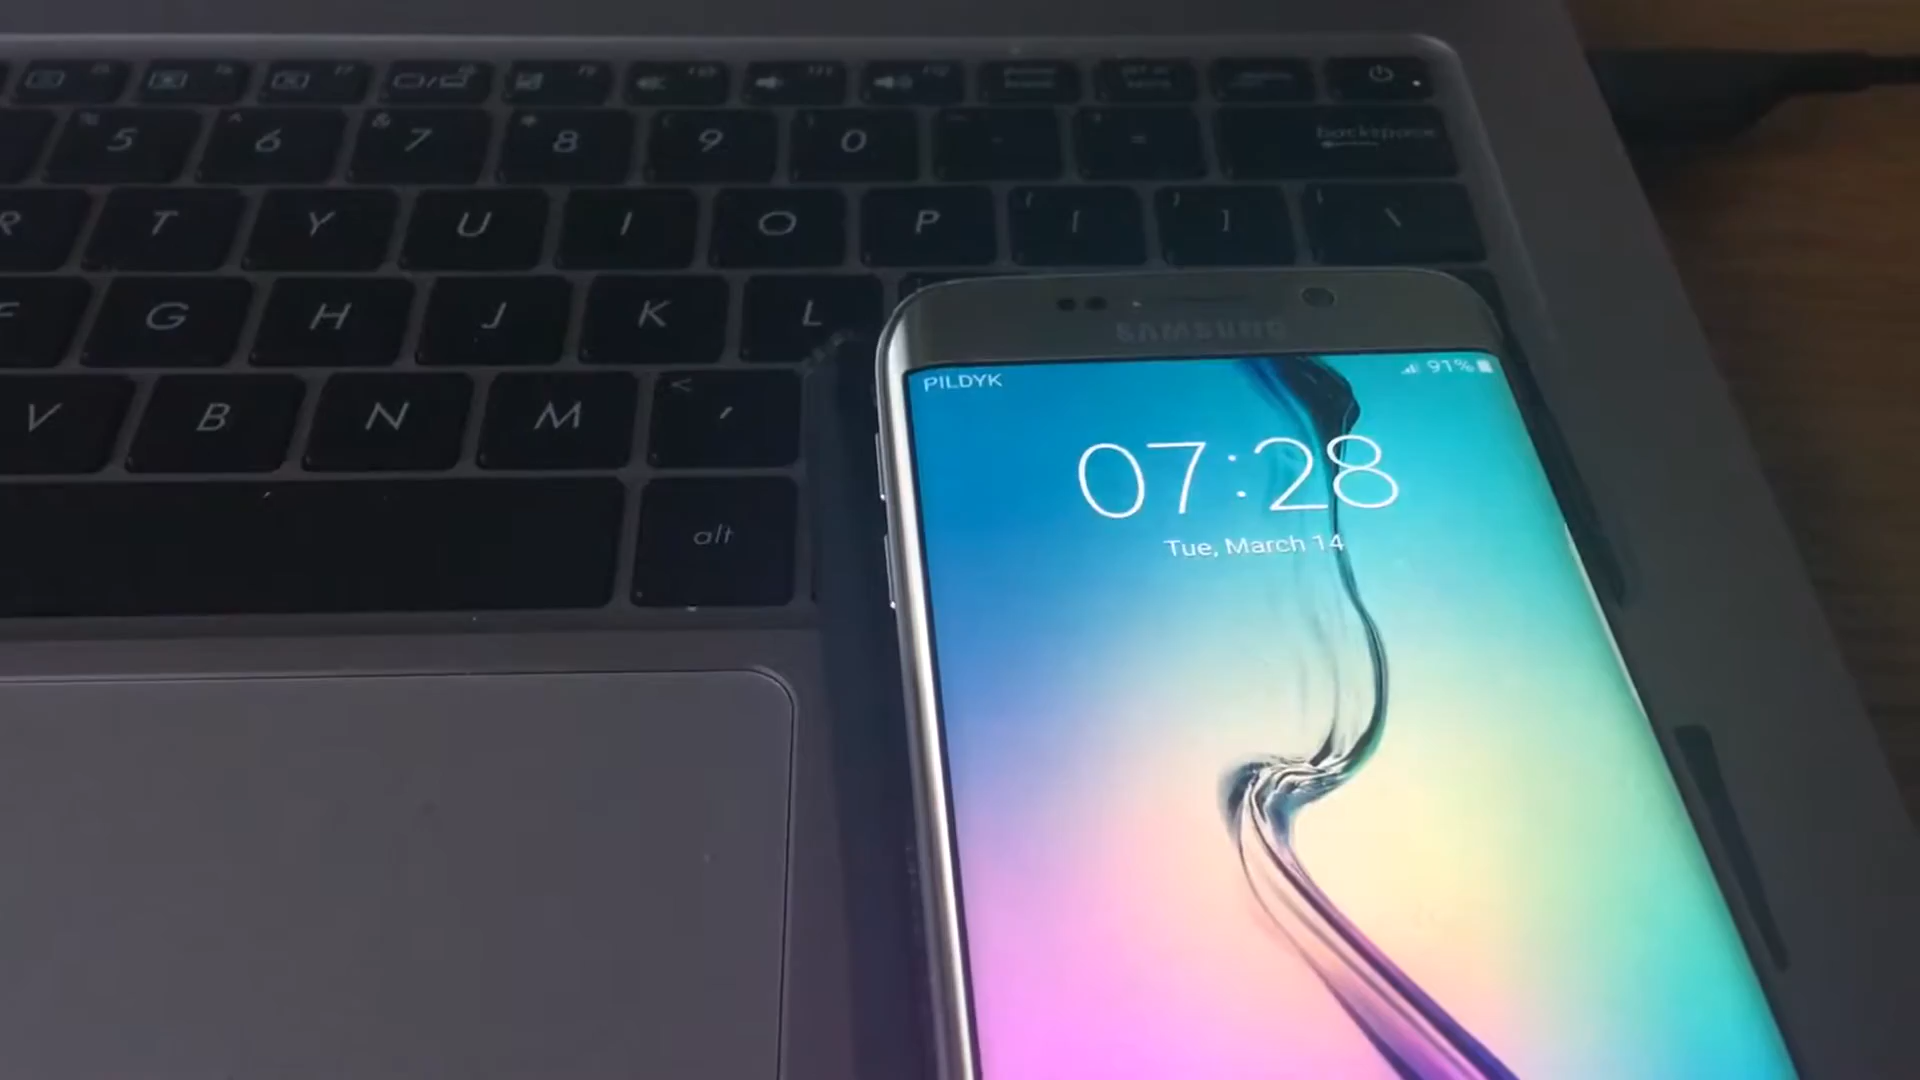 5 6 7 8 9 0 - =
backspace
R T Y U I O P [ ] \
F G H J K L
V B N M <
alt
SAMSUNG
PILDYK 91%
07:28
Tue, March 14